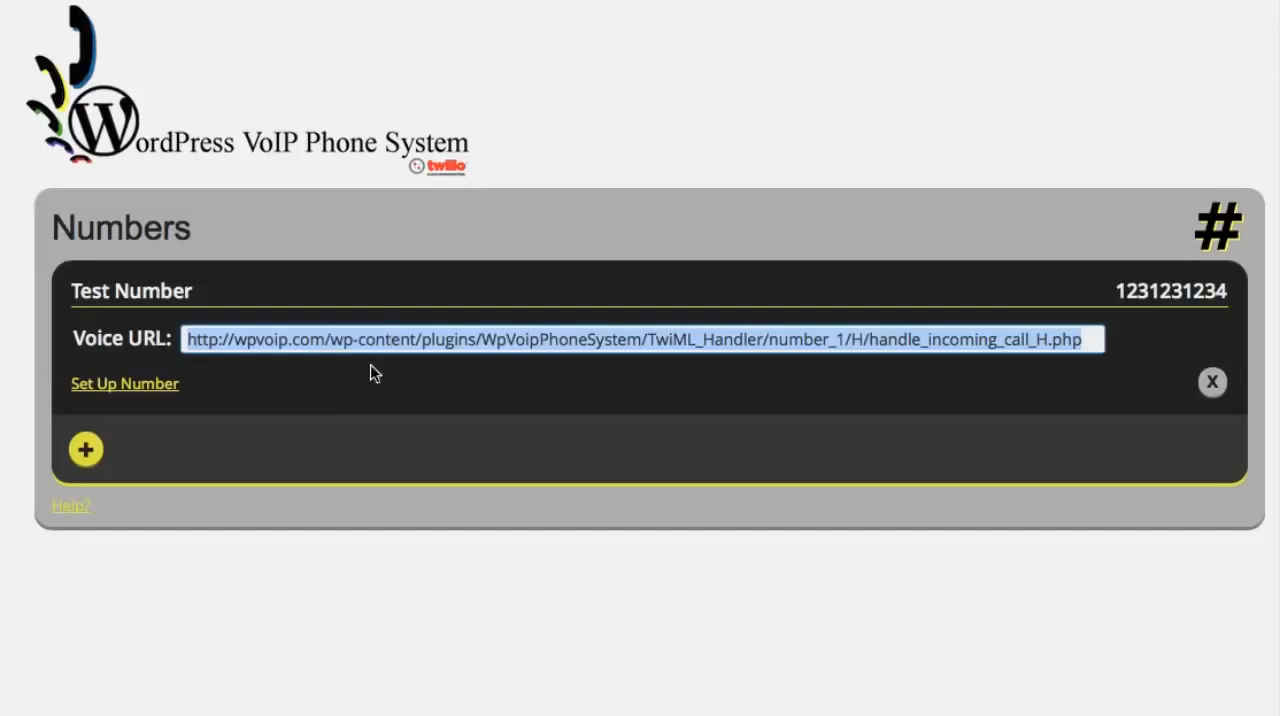 WordPress VoIP Phone System
twilio
Numbers
#
Test Number 1231231234
Voice URL: http://wpvoip.com/wp-content/plugins/WpVoipPhoneSystem/TwiML_Handler/number_1/H/handle_incoming_call_H.php
Set Up Number X
+
Help?